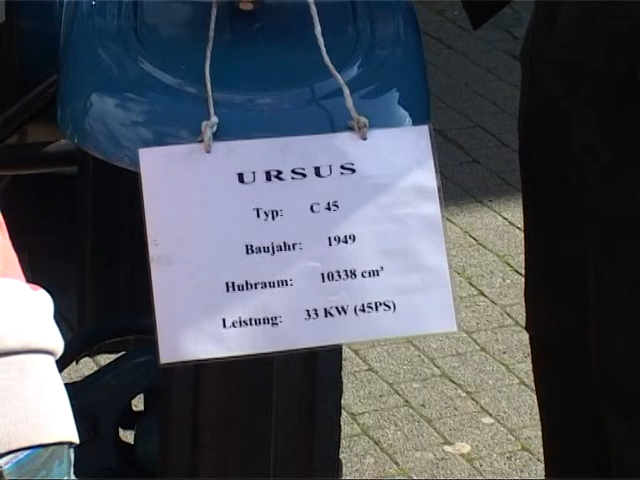 URSUS
Typ: C 45
Baujahr: 1949
Hubraum: 10338 cm³
Leistung: 33 KW (45PS)